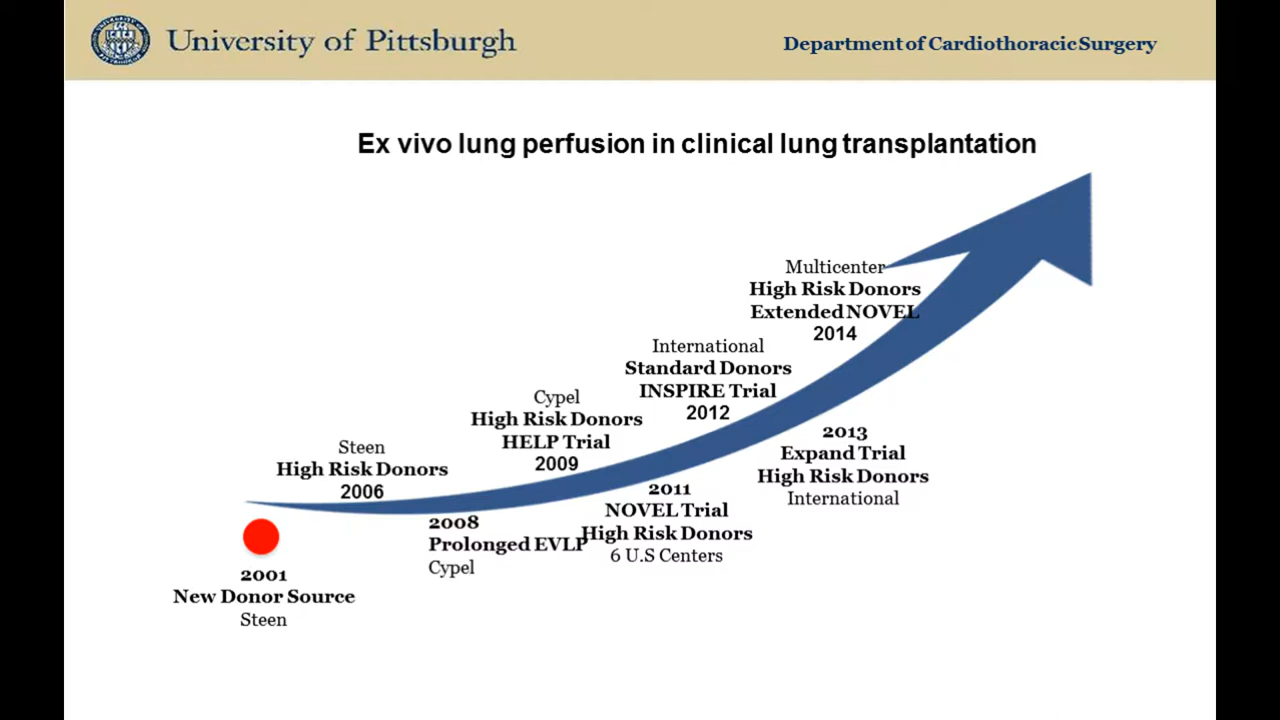 University of Pittsburgh
Department of Cardiothoracic Surgery
Ex vivo lung perfusion in clinical lung transplantation
Multicenter
High Risk Donors
Extended NOVEL
2014
International
Standard Donors
INSPIRE Trial
2012
Cypel
High Risk Donors
HELP Trial
2009
Steen
High Risk Donors
2006
2001
New Donor Source
Steen
2008
Prolonged EVLP
Cypel
2011
NOVEL Trial
High Risk Donors
6 U.S Centers
2013
Expand Trial
High Risk Donors
International